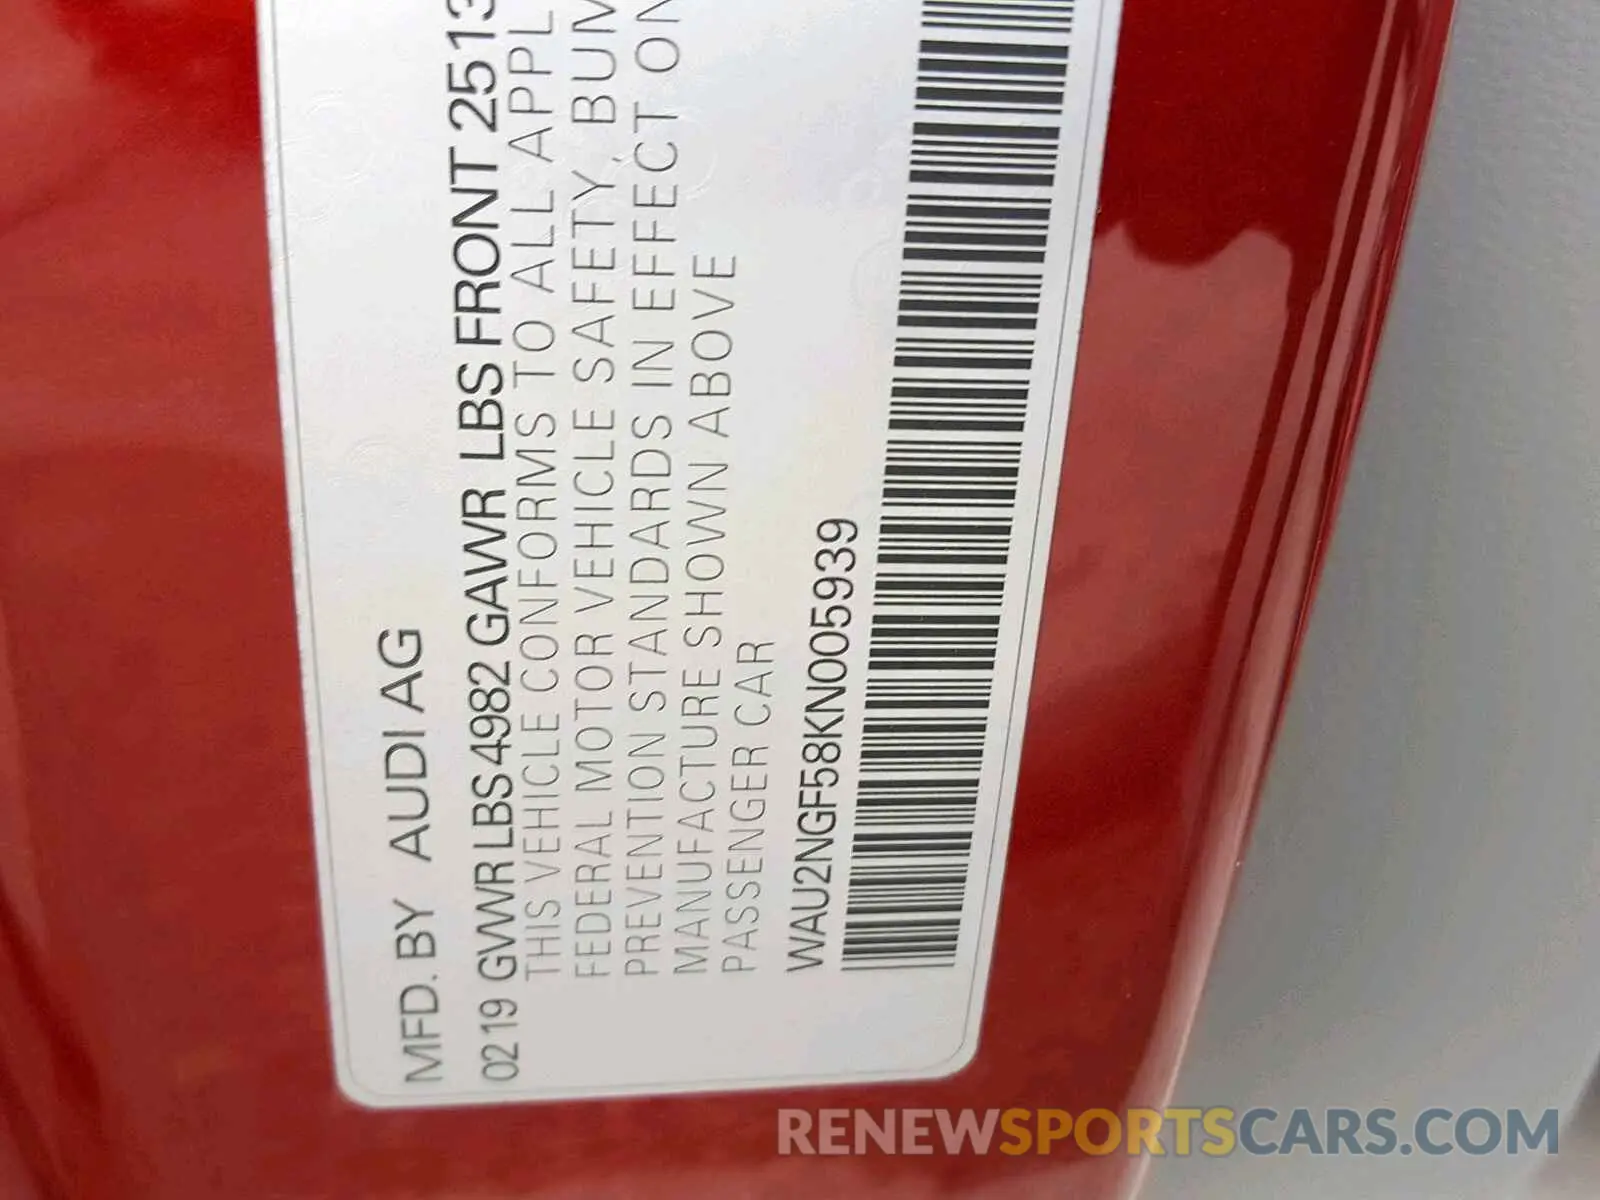 MFD. BY AUDI AG
02 19 GVWR LBS 4982 GAWR LBS FRONT 2513
THIS VEHICLE CONFORMS TO ALL APPL
FEDERAL MOTOR VEHICLE SAFETY, BUM
PREVENTION STANDARDS IN EFFECT ON
MANUFACTURE SHOWN ABOVE
PASSENGER CAR
WAU2NGF58KN005939
RENEWSPORTSCARS.COM